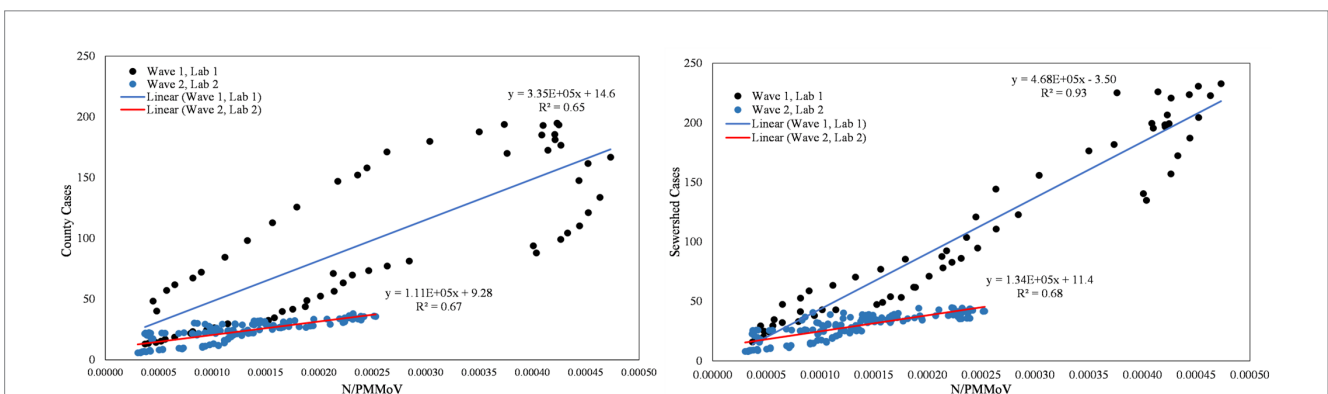 250
200
150
100
50
0
County Cases
Wave 1, Lab 1
Wave 2, Lab 2
Linear (Wave 1, Lab 1)
Linear (Wave 2, Lab 2)
y = 3.35E+05x + 14.6
R² = 0.65
y = 1.11E+05x + 9.28
R² = 0.67
0.00000 0.00005 0.00010 0.00015 0.00020 0.00025 0.00030 0.00035 0.00040 0.00045 0.00050
N/PMMoV
250
200
150
100
50
0
Sewershed Cases
Wave 1, Lab 1
Wave 2, Lab 2
Linear (Wave 1, Lab 1)
Linear (Wave 2, Lab 2)
y = 4.68E+05x - 3.50
R² = 0.93
y = 1.34E+05x + 11.4
R² = 0.68
0.00000 0.00005 0.00010 0.00015 0.00020 0.00025 0.00030 0.00035 0.00040 0.00045 0.00050
N/PMMoV